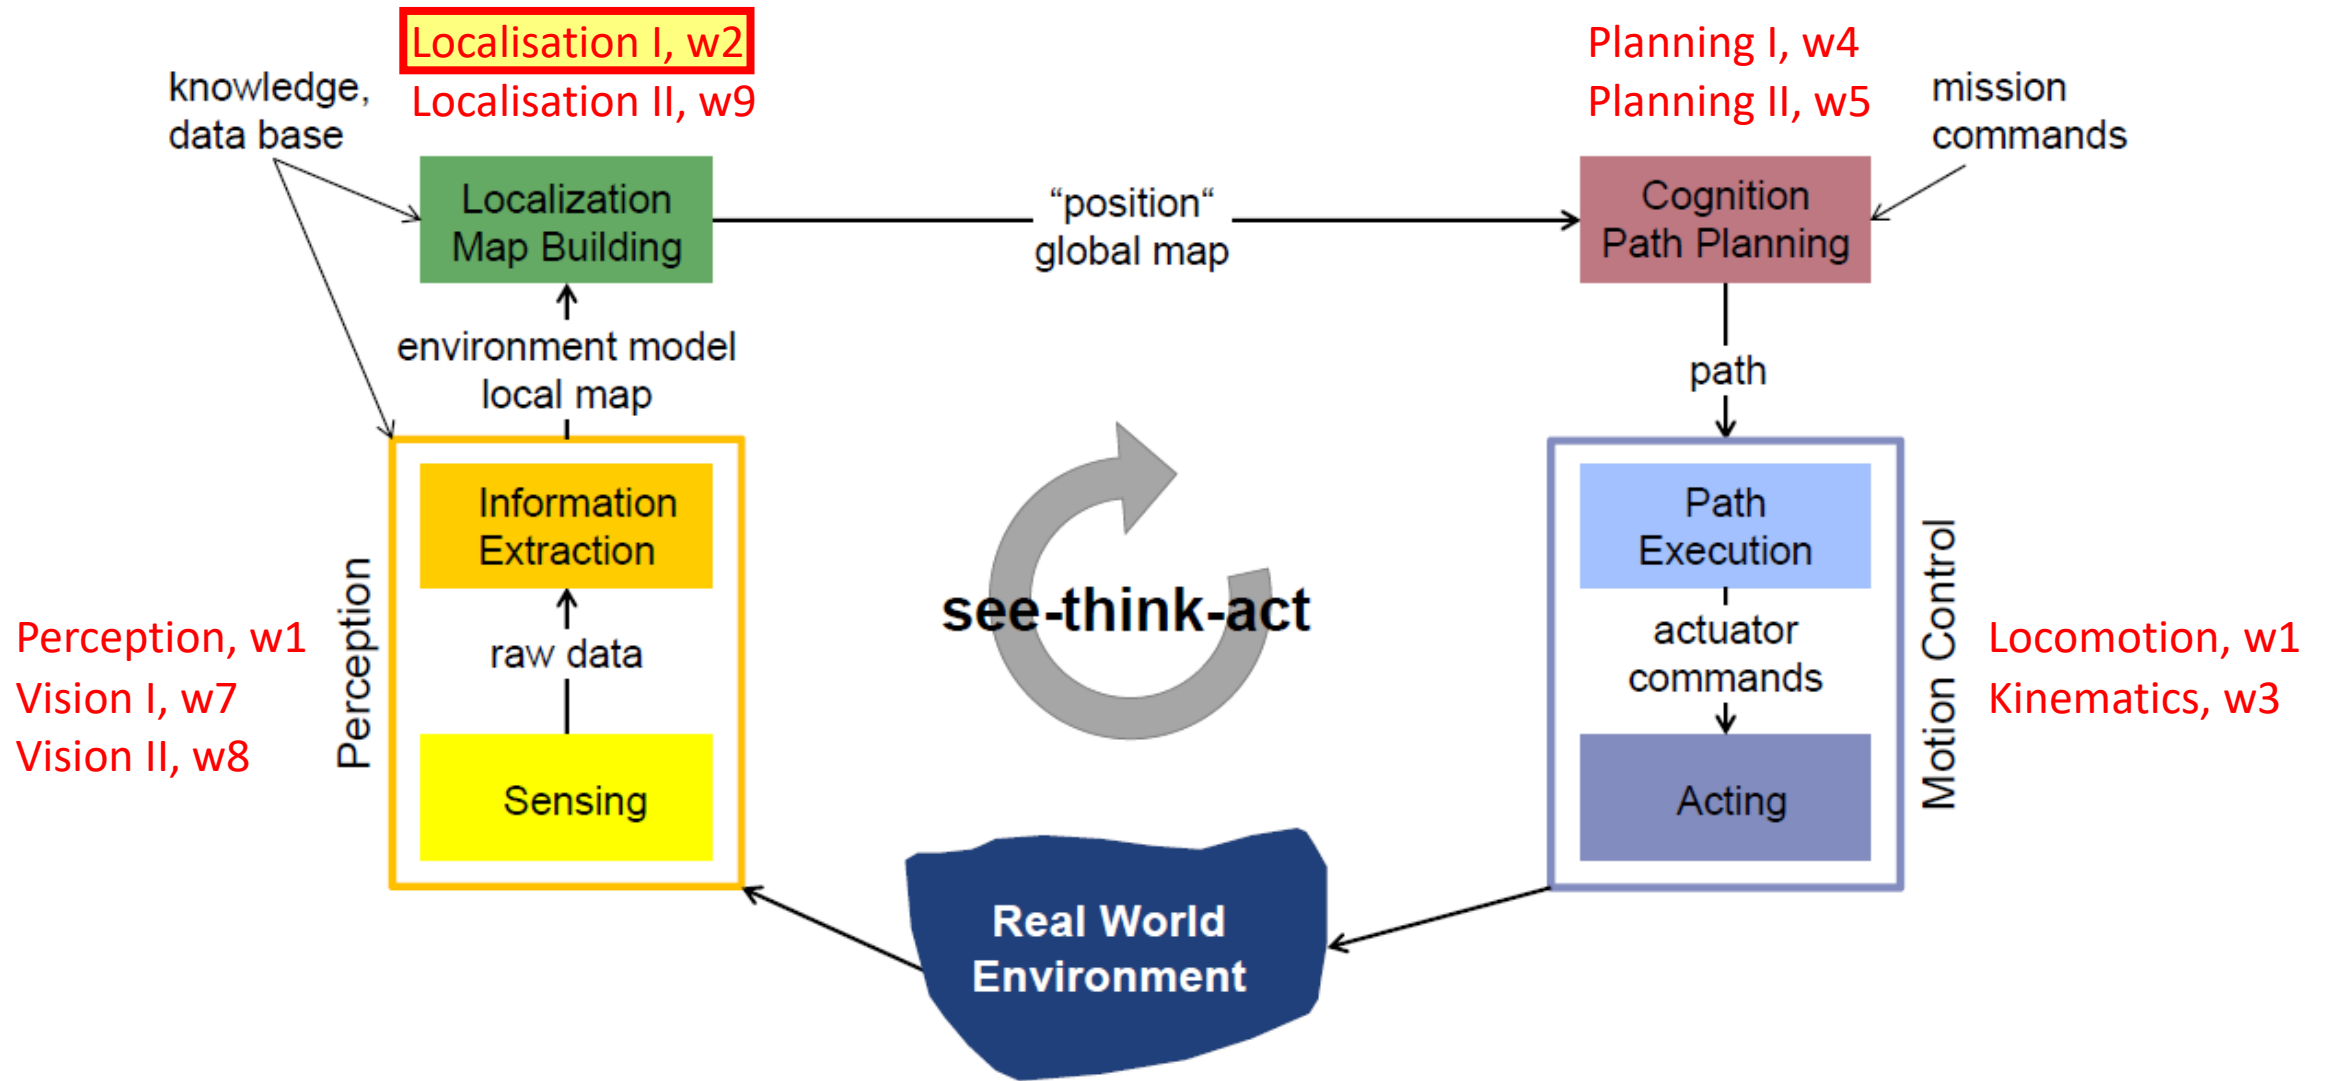 Localisation I, w2
Localisation II, w9
Planning I, w4
Planning II, w5
knowledge,
data base
mission
commands
Localization
Map Building
“position“
global map
Cognition
Path Planning
environment model
local map
path
Information
Extraction
raw data
Sensing
Perception
Perception, w1
Vision I, w7
Vision II, w8
see-think-act
Path
Execution
actuator
commands
Acting
Motion Control
Locomotion, w1
Kinematics, w3
Real World
Environment